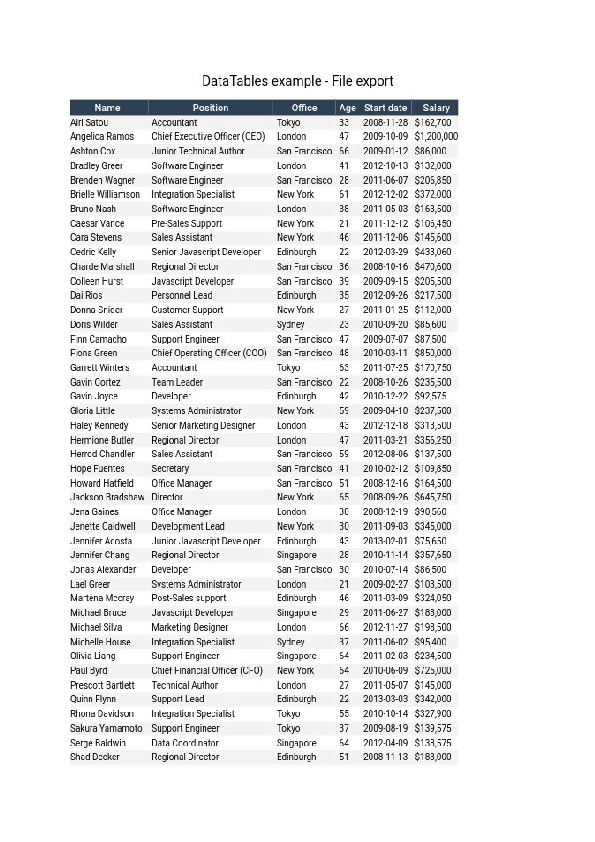 DataTables example - File export
Name Position Office Age Start date Salary
Airi Satou Accountant Tokyo 33 2008-11-28 $162,700
Angelica Ramos Chief Executive Officer (CEO) London 47 2009-10-09 $1,200,000
Ashton Cox Junior Technical Author San Francisco 66 2009-01-12 $86,000
Bradley Greer Software Engineer London 41 2012-10-13 $132,000
Brenden Wagner Software Engineer San Francisco 28 2011-06-07 $206,850
Brielle Williamson Integration Specialist New York 61 2012-12-02 $372,000
Bruno Nash Software Engineer London 38 2011-05-03 $163,500
Caesar Vance Pre-Sales Support New York 21 2011-12-12 $106,450
Cara Stevens Sales Assistant New York 46 2011-12-06 $145,600
Cedric Kelly Senior Javascript Developer Edinburgh 22 2012-03-29 $433,060
Charde Marshall Regional Director San Francisco 36 2008-10-16 $470,600
Colleen Hurst Javascript Developer San Francisco 39 2009-09-15 $205,500
Dai Rios Personnel Lead Edinburgh 35 2012-09-26 $217,500
Donna Snider Customer Support New York 27 2011-01-25 $112,000
Doris Wilder Sales Assistant Sydney 23 2010-09-20 $85,600
Finn Camacho Support Engineer San Francisco 47 2009-07-07 $87,500
Fiona Green Chief Operating Officer (COO) San Francisco 48 2010-03-11 $850,000
Garrett Winters Accountant Tokyo 63 2011-07-25 $170,750
Gavin Cortez Team Leader San Francisco 22 2008-10-26 $235,500
Gavin Joyce Developer Edinburgh 42 2010-12-22 $92,575
Gloria Little Systems Administrator New York 59 2009-04-10 $237,500
Haley Kennedy Senior Marketing Designer London 43 2012-12-18 $313,500
Hermione Butler Regional Director London 47 2011-03-21 $356,250
Herrod Chandler Sales Assistant San Francisco 59 2012-08-06 $137,500
Hope Fuentes Secretary San Francisco 41 2010-02-12 $109,850
Howard Hatfield Office Manager San Francisco 51 2008-12-16 $164,500
Jackson Bradshaw Director New York 65 2008-09-26 $645,750
Jena Gaines Office Manager London 30 2008-12-19 $90,560
Jenette Caldwell Development Lead New York 30 2011-09-03 $345,000
Jennifer Acosta Junior Javascript Developer Edinburgh 43 2013-02-01 $75,650
Jennifer Chang Regional Director Singapore 28 2010-11-14 $357,650
Jonas Alexander Developer San Francisco 30 2010-07-14 $86,500
Lael Greer Systems Administrator London 21 2009-02-27 $103,500
Martena Mccray Post-Sales support Edinburgh 46 2011-03-09 $324,050
Michael Bruce Javascript Developer Singapore 29 2011-06-27 $183,000
Michael Silva Marketing Designer London 66 2012-11-27 $198,500
Michelle House Integration Specialist Sydney 37 2011-06-02 $95,400
Olivia Liang Support Engineer Singapore 64 2011-02-03 $234,500
Paul Byrd Chief Financial Officer (CFO) New York 64 2010-06-09 $725,000
Prescott Bartlett Technical Author London 27 2011-05-07 $145,000
Quinn Flynn Support Lead Edinburgh 22 2013-03-03 $342,000
Rhona Davidson Integration Specialist Tokyo 55 2010-10-14 $327,900
Sakura Yamamoto Support Engineer Tokyo 37 2009-08-19 $139,575
Serge Baldwin Data Coordinator Singapore 64 2012-04-09 $138,575
Shad Decker Regional Director Edinburgh 51 2008-11-13 $183,000